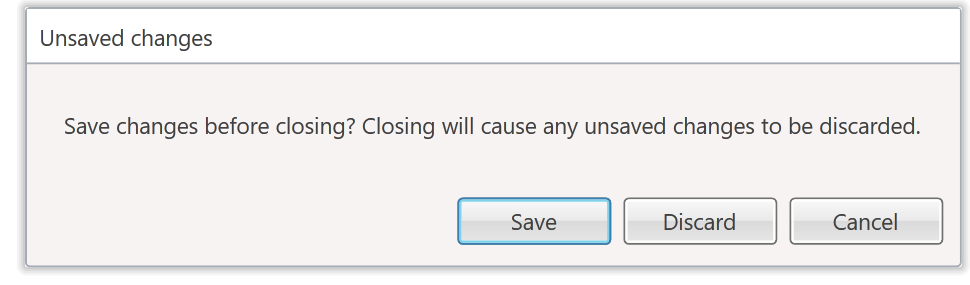 Unsaved changes
Save changes before closing? Closing will cause any unsaved changes to be discarded.
Save
Discard
Cancel